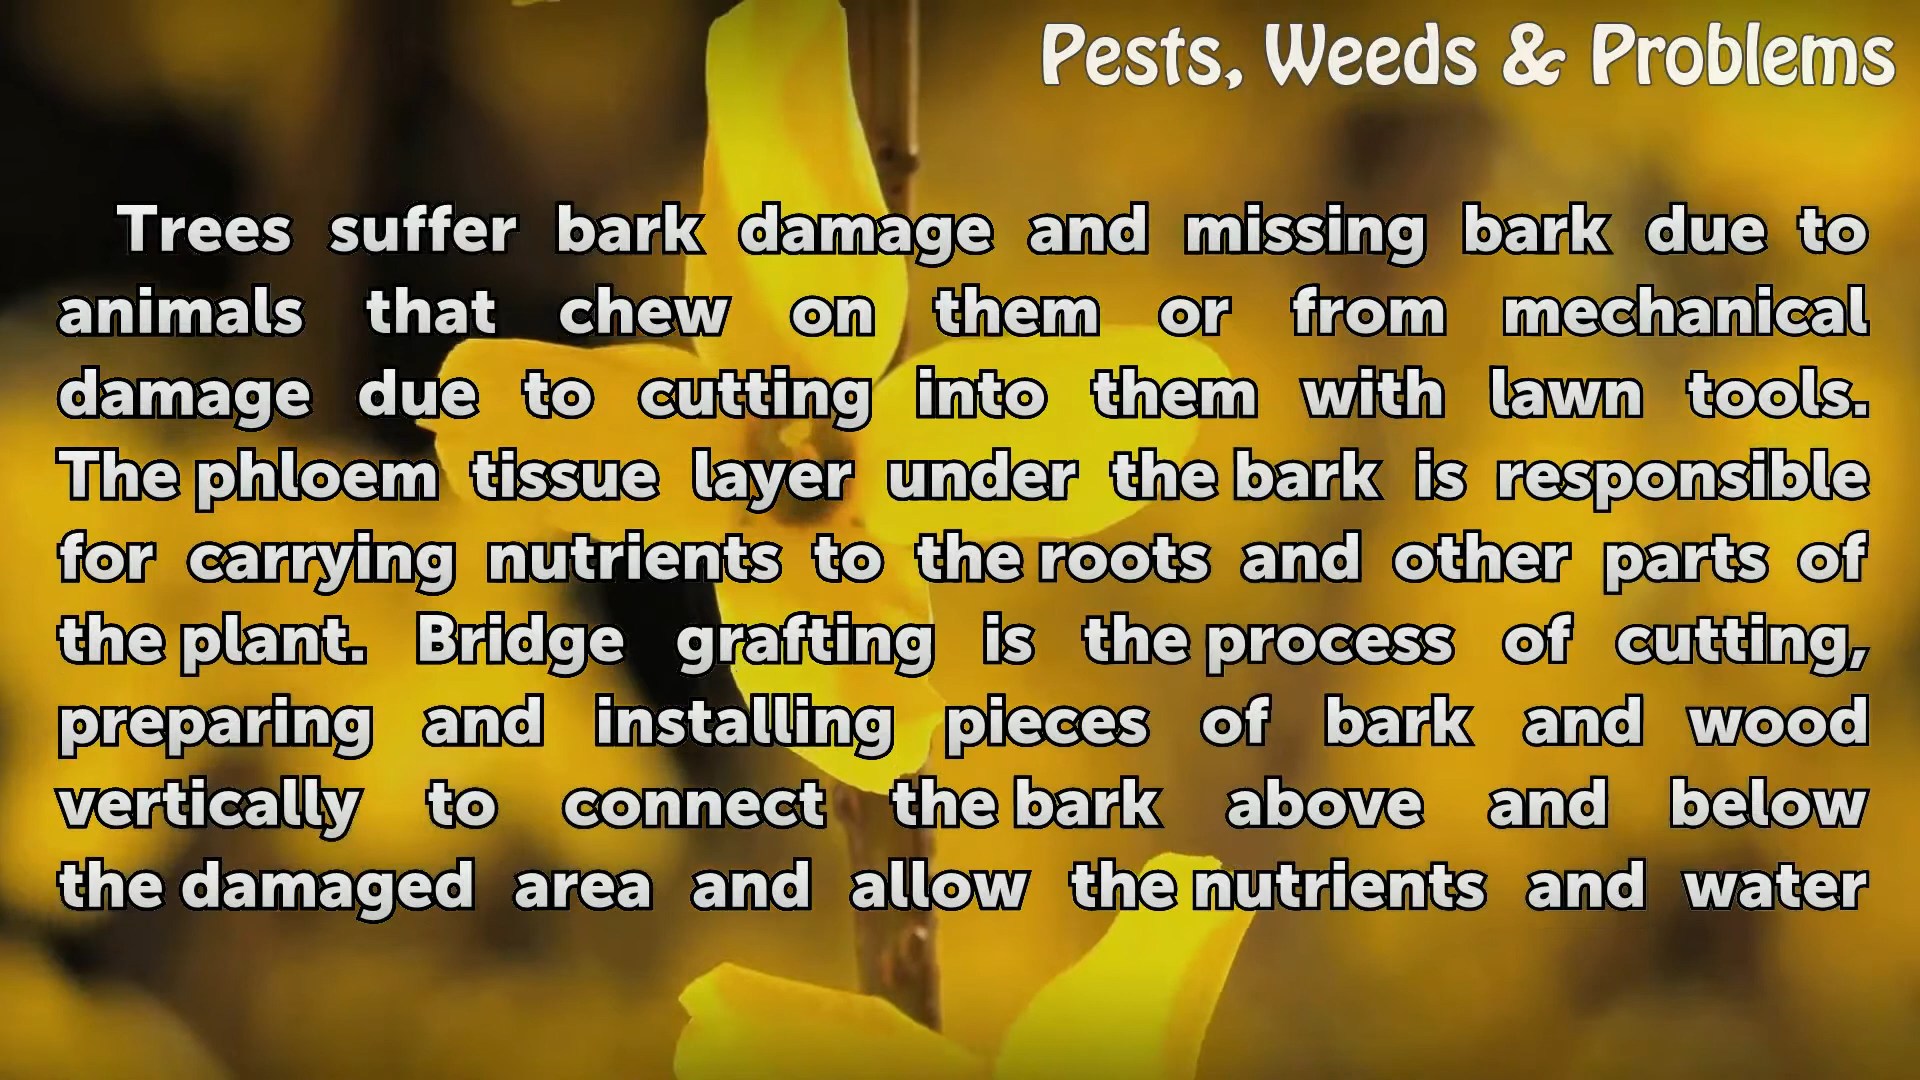 Pests, Weeds & Problems
Trees suffer bark damage and missing bark due to
animals that chew on them or from mechanical
damage due to cutting into them with lawn tools.
The phloem tissue layer under the bark is responsible
for carrying nutrients to the roots and other parts of
the plant. Bridge grafting is the process of cutting,
preparing and installing pieces of bark and wood
vertically to connect the bark above and below
the damaged area and allow the nutrients and water